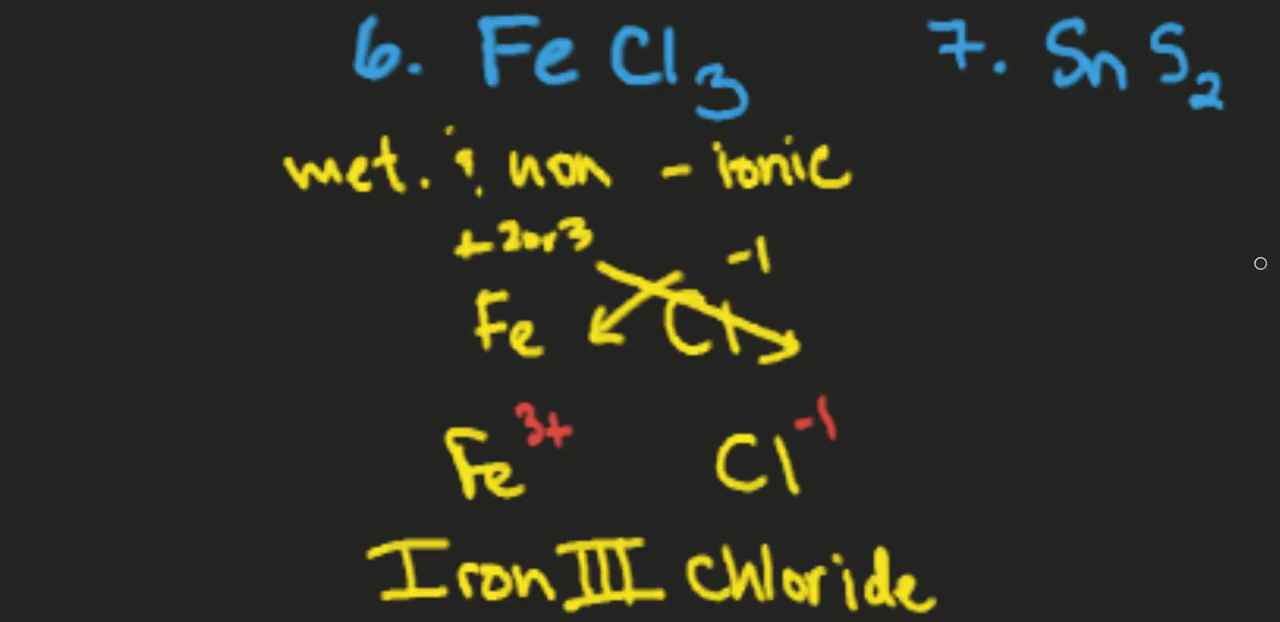 6. FeCl3
7. SnS2
met. & non - ionic
+2or3 -1
Fe Cl
Fe3+ Cl-1
Iron III Chloride